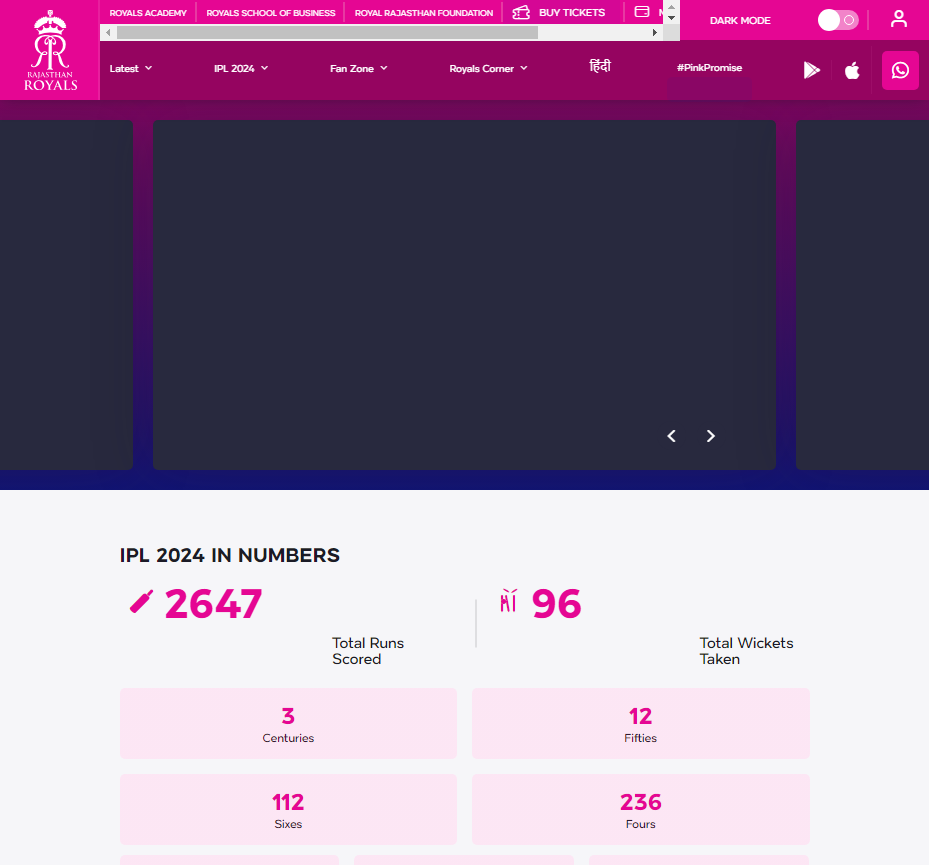 ROYALS ACADEMY
ROYALS SCHOOL OF BUSINESS
ROYAL RAJASTHAN FOUNDATION
BUY TICKETS
DARK MODE
RAJASTHAN
ROYALS
Latest
IPL 2024
Fan Zone
Royals Corner
हिंदी
#PinkPromise
IPL 2024 IN NUMBERS
2647
Total Runs
Scored
96
Total Wickets
Taken
3
Centuries
12
Fifties
112
Sixes
236
Fours